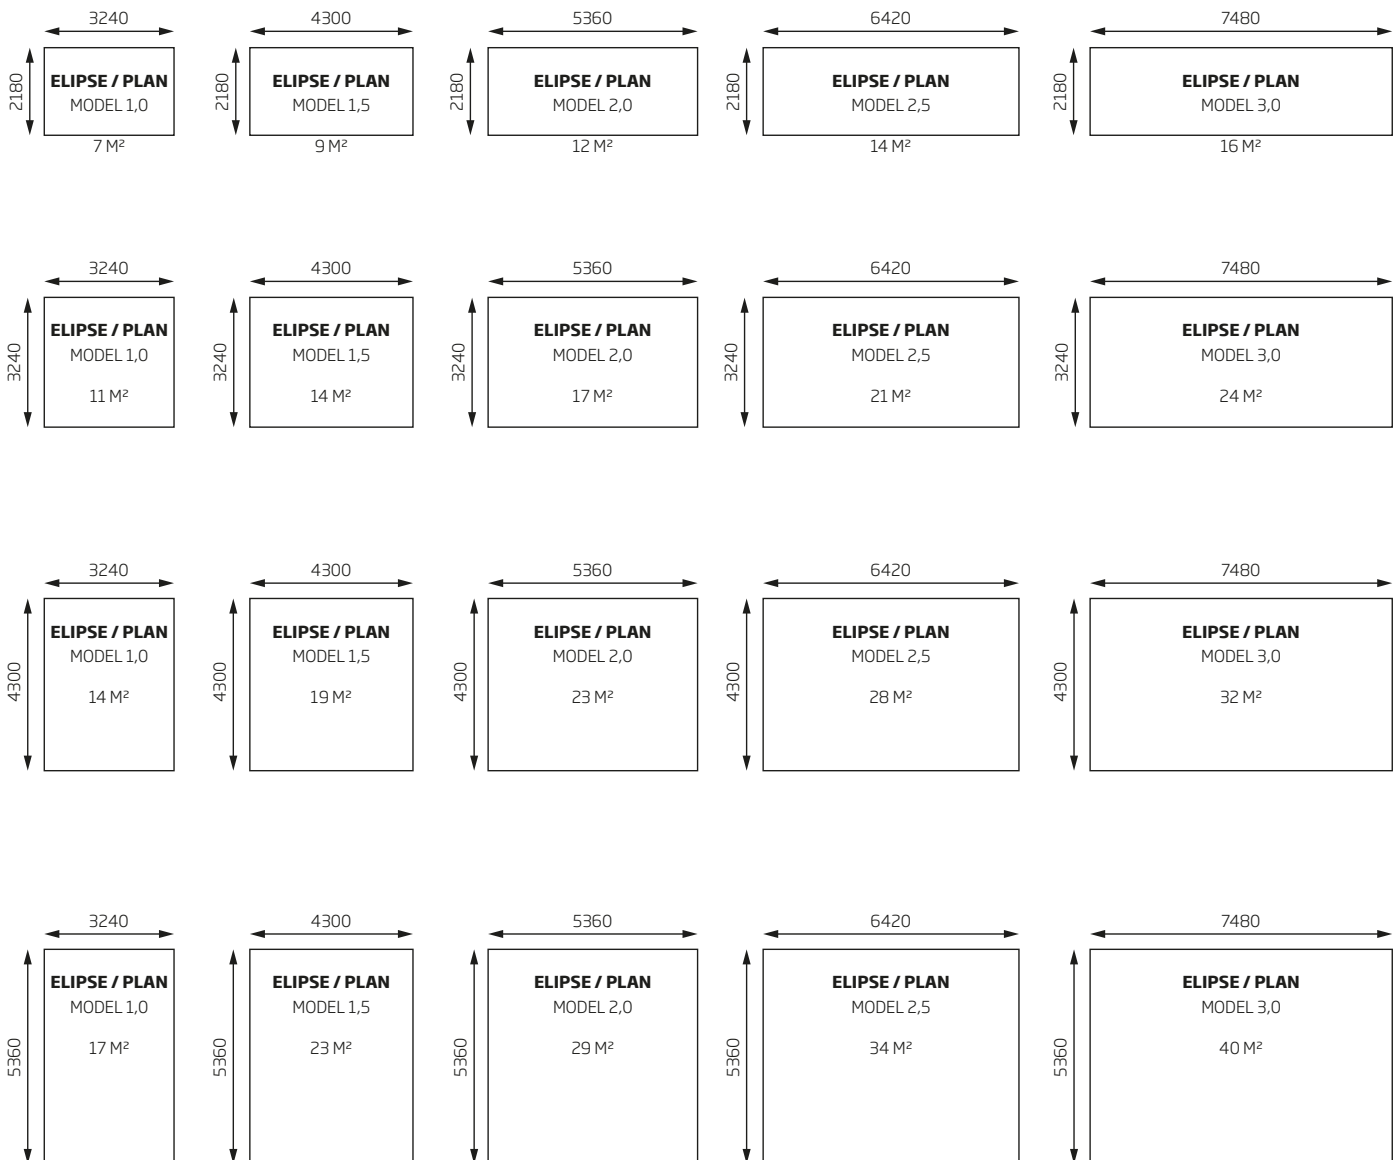 3240
4300
5360
6420
7480
2180
ELIPSE / PLAN
MODEL 1,0
7 M²
2180
ELIPSE / PLAN
MODEL 1,5
9 M²
2180
ELIPSE / PLAN
MODEL 2,0
12 M²
2180
ELIPSE / PLAN
MODEL 2,5
14 M²
2180
ELIPSE / PLAN
MODEL 3,0
16 M²
3240
4300
5360
6420
7480
3240
ELIPSE / PLAN
MODEL 1,0
11 M²
3240
ELIPSE / PLAN
MODEL 1,5
14 M²
3240
ELIPSE / PLAN
MODEL 2,0
17 M²
3240
ELIPSE / PLAN
MODEL 2,5
21 M²
3240
ELIPSE / PLAN
MODEL 3,0
24 M²
3240
4300
5360
6420
7480
4300
ELIPSE / PLAN
MODEL 1,0
14 M²
4300
ELIPSE / PLAN
MODEL 1,5
19 M²
4300
ELIPSE / PLAN
MODEL 2,0
23 M²
4300
ELIPSE / PLAN
MODEL 2,5
28 M²
4300
ELIPSE / PLAN
MODEL 3,0
32 M²
3240
4300
5360
6420
7480
5360
ELIPSE / PLAN
MODEL 1,0
17 M²
5360
ELIPSE / PLAN
MODEL 1,5
23 M²
5360
ELIPSE / PLAN
MODEL 2,0
29 M²
5360
ELIPSE / PLAN
MODEL 2,5
34 M²
5360
ELIPSE / PLAN
MODEL 3,0
40 M²